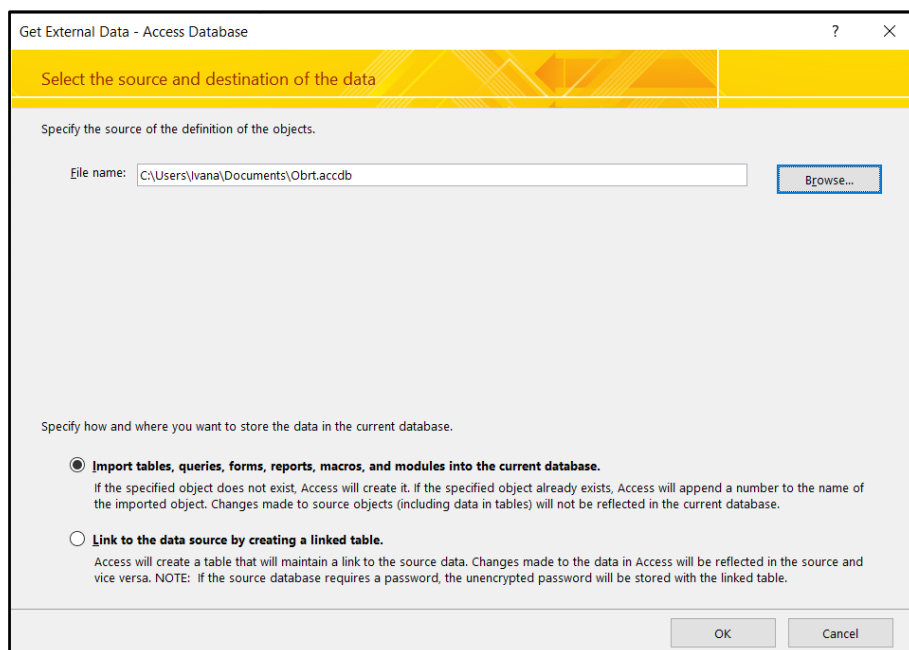 Get External Data - Access Database
?
Select the source and destination of the data
Specify the source of the definition of the objects.
File name: C:\Users\Ivana\Documents\Obrt.accdb Browse...
Specify how and where you want to store the data in the current database.
Import tables, queries, forms, reports, macros, and modules into the current database.
If the specified object does not exist, Access will create it. If the specified object already exists, Access will append a number to the name of
the imported object. Changes made to source objects (including data in tables) will not be reflected in the current database.
Link to the data source by creating a linked table.
Access will create a table that will maintain a link to the source data. Changes made to the data in Access will be reflected in the source and
vice versa. NOTE: If the source database requires a password, the unencrypted password will be stored with the linked table.
OK Cancel